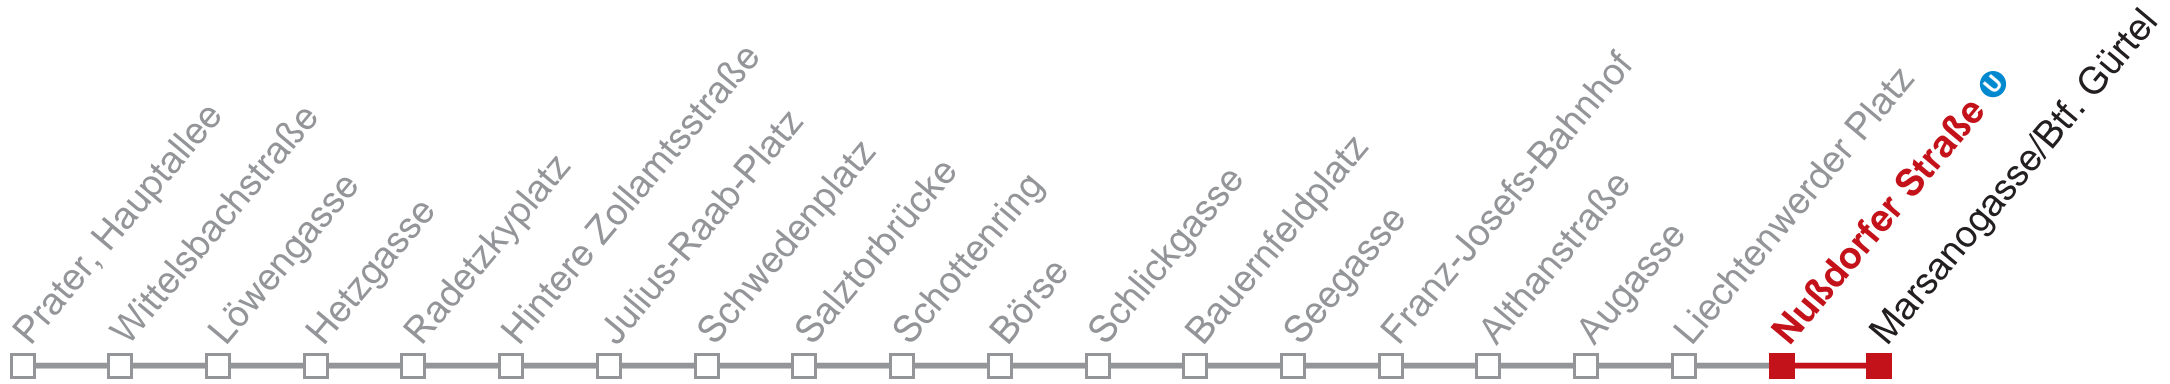 Prater, Hauptallee
Wittelsbachstraße
Löwengasse
Hetzgasse
Radetzkyplatz
Hintere Zollamtsstraße
Julius-Raab-Platz
Schwedenplatz
Salztorbrücke
Schottenring
Börse
Schlickgasse
Bauernfeldplatz
Seegasse
Franz-Josefs-Bahnhof
Althanstraße
Augasse
Liechtenwerder Platz
Nußdorfer Straße U
Marsanogasse/Btf. Gürtel